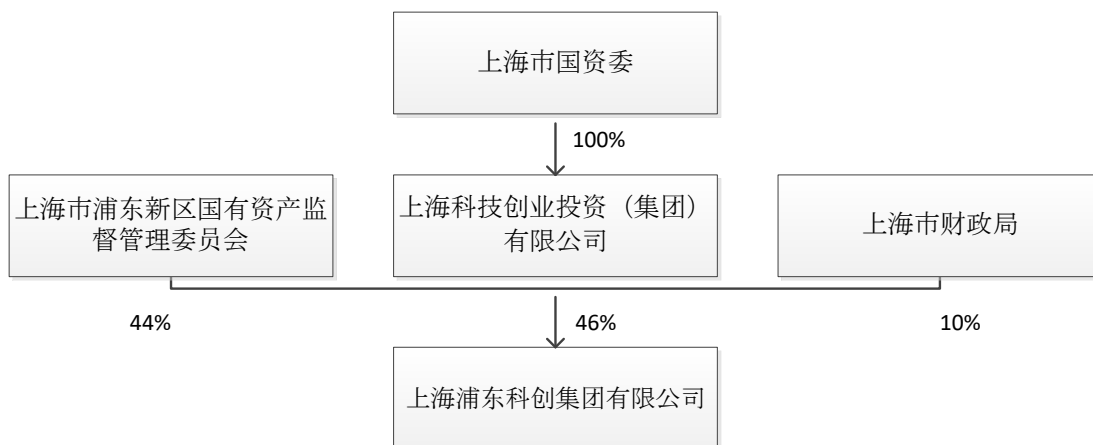 上海市国资委
100%
上海市浦东新区国有资产监
督管理委员会
上海科技创业投资（集团）
有限公司
上海市财政局
44%
46%
10%
上海浦东科创集团有限公司